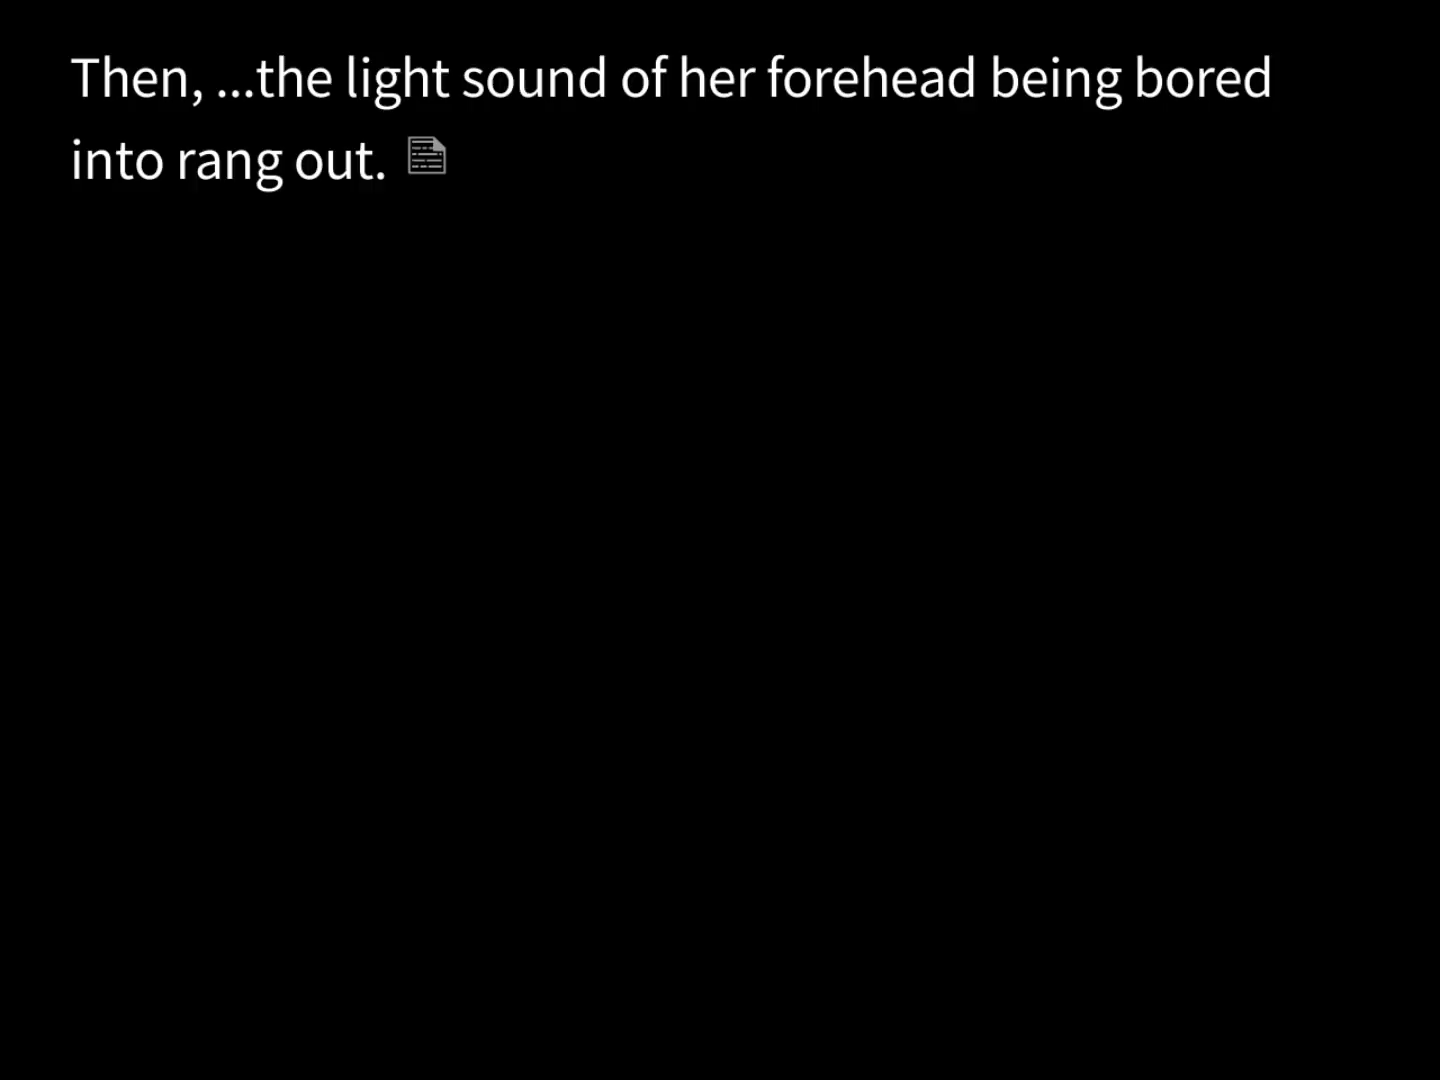 Then, ...the light sound of her forehead being bored
into rang out.